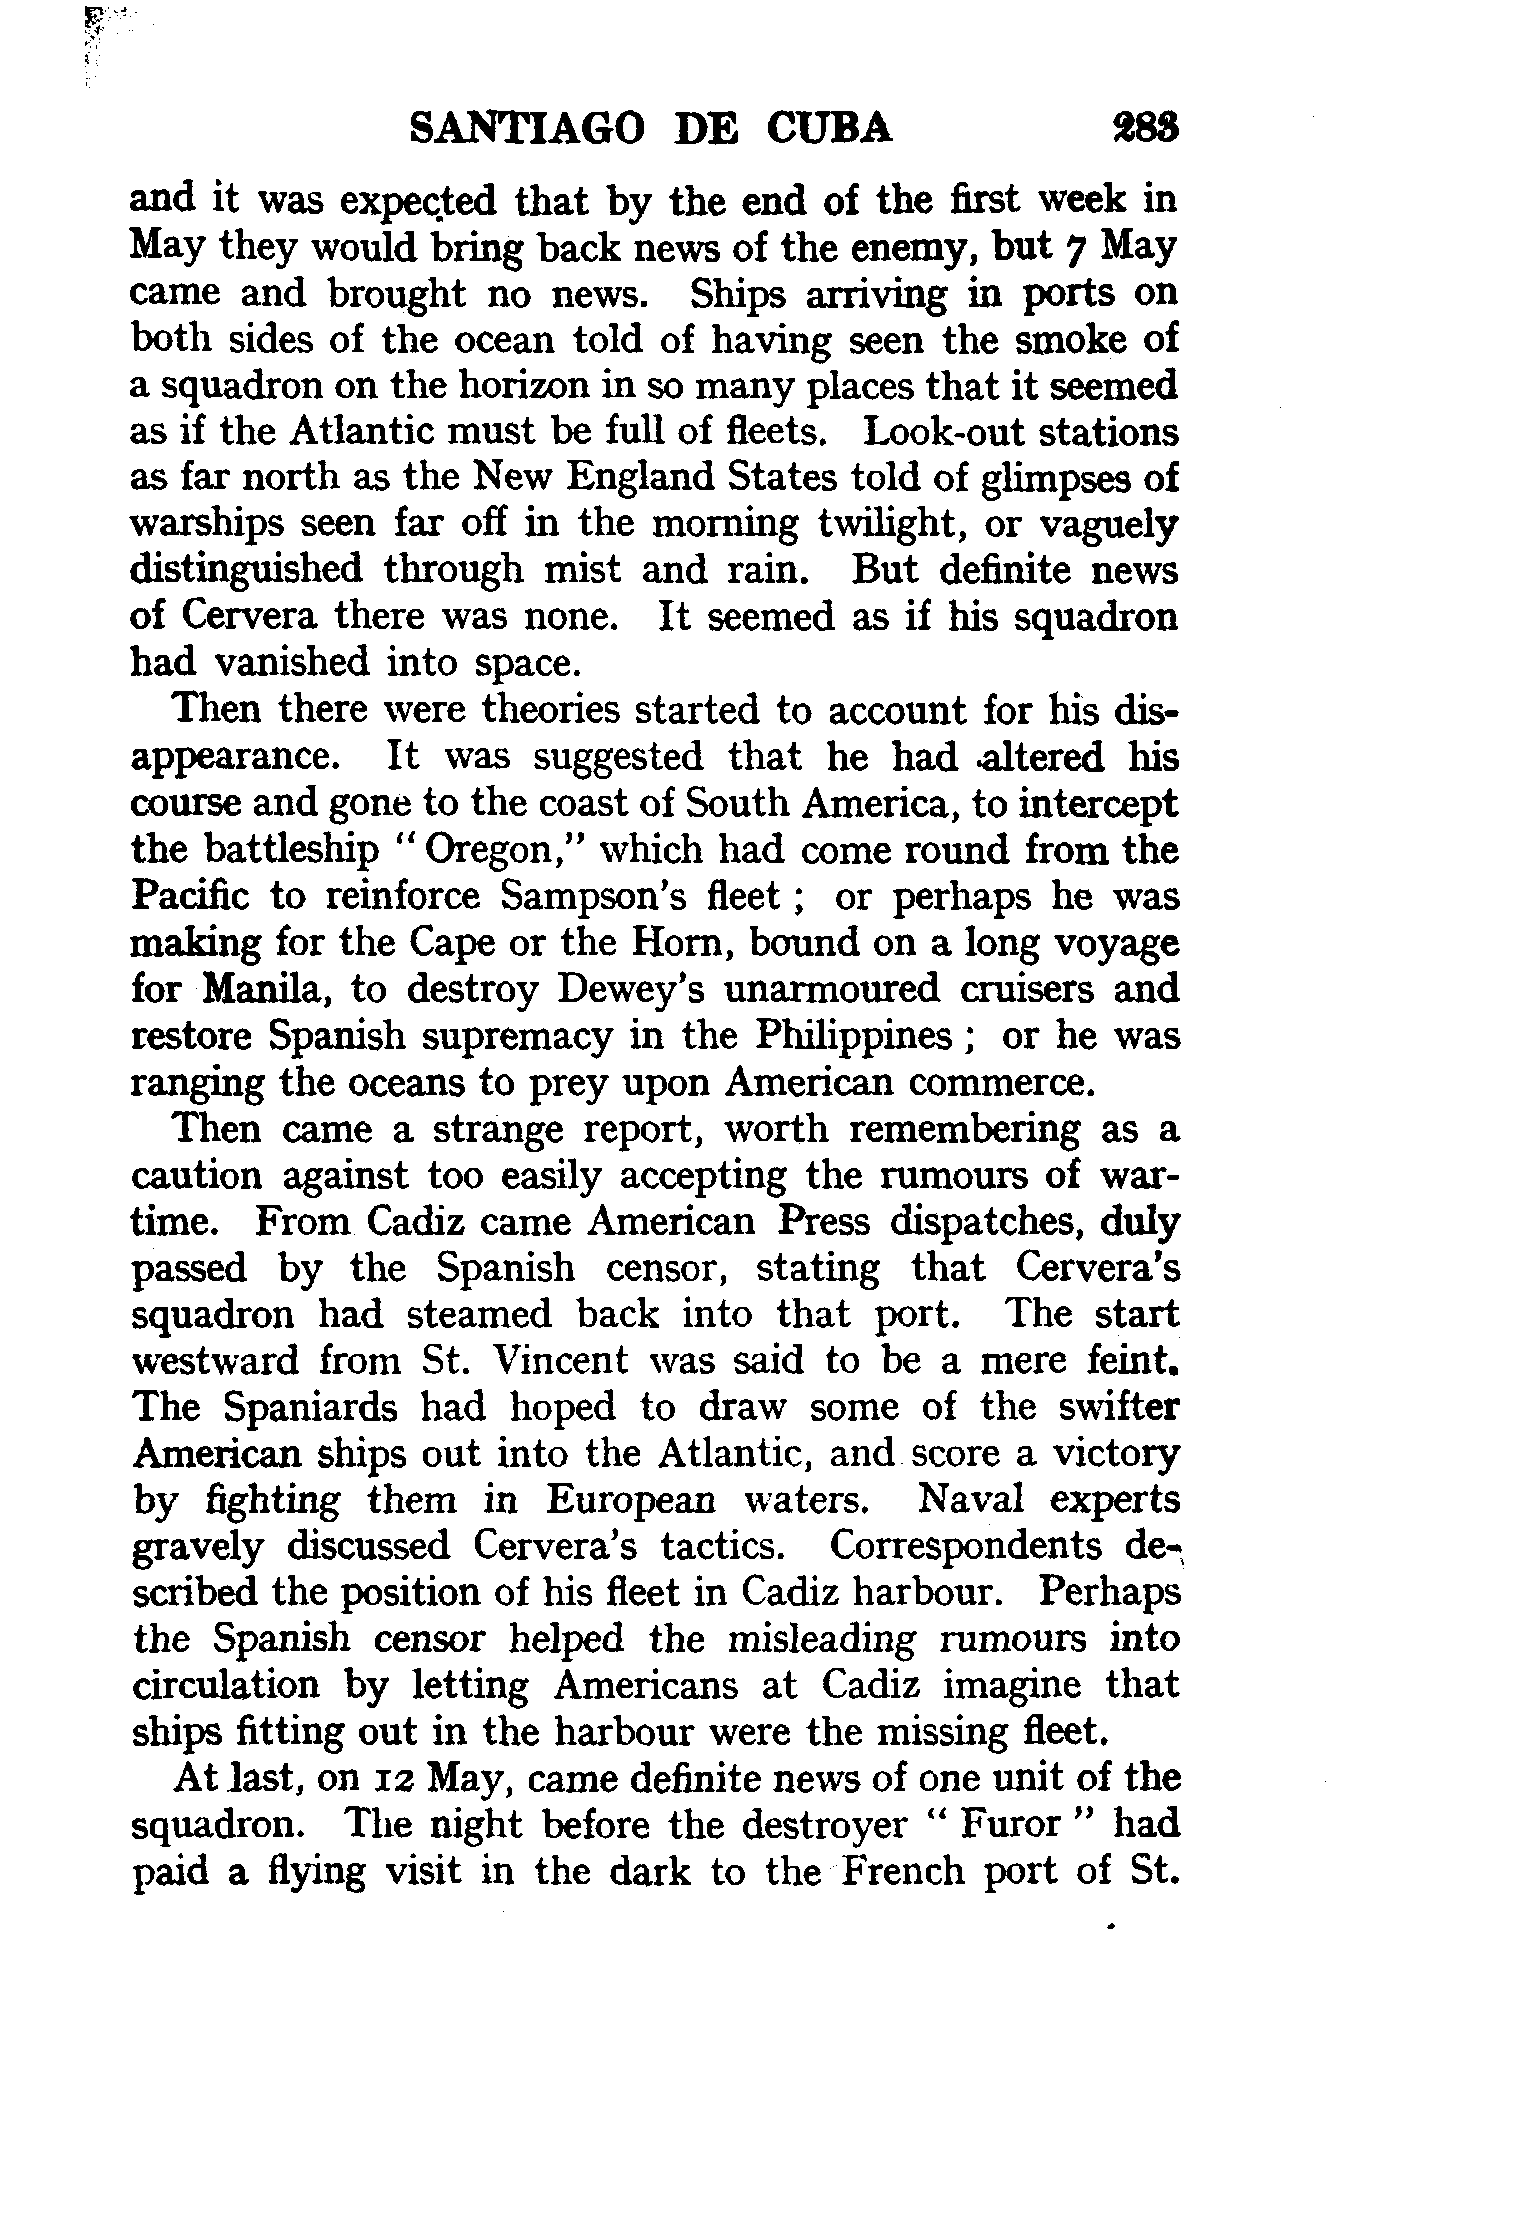 SANTIAGO DE CUBA 283
and it was expected that by the end of the first week in
May they would bring back news of the enemy, but 7 May
came and brought no news. Ships arriving in ports on
both sides of the ocean told of having seen the smoke of
a squadron on the horizon in so many places that it seemed
as if the Atlantic must be full of fleets. Look-out stations
as far north as the New England States told of glimpses of
warships seen far off in the morning twilight, or vaguely
distinguished through mist and rain. But definite news
of Cervera there was none. It seemed as if his squadron
had vanished into space.
Then there were theories started to account for his dis-
appearance. It was suggested that he had altered his
course and gone to the coast of South America, to intercept
the battleship "Oregon," which had come round from the
Pacific to reinforce Sampson's fleet; or perhaps he was
making for the Cape or the Horn, bound on a long voyage
for Manila, to destroy Dewey's unarmoured cruisers and
restore Spanish supremacy in the Philippines; or he was
ranging the oceans to prey upon American commerce.
Then came a strange report, worth remembering as a
caution against too easily accepting the rumours of war-
time. From Cadiz came American Press dispatches, duly
passed by the Spanish censor, stating that Cervera's
squadron had steamed back into that port. The start
westward from St. Vincent was said to be a mere feint.
The Spaniards had hoped to draw some of the swifter
American ships out into the Atlantic, and score a victory
by fighting them in European waters. Naval experts
gravely discussed Cervera's tactics. Correspondents de-
scribed the position of his fleet in Cadiz harbour. Perhaps
the Spanish censor helped the misleading rumours into
circulation by letting Americans at Cadiz imagine that
ships fitting out in the harbour were the missing fleet.
At last, on 12 May, came definite news of one unit of the
squadron. The night before the destroyer "Furor" had
paid a flying visit in the dark to the French port of St.